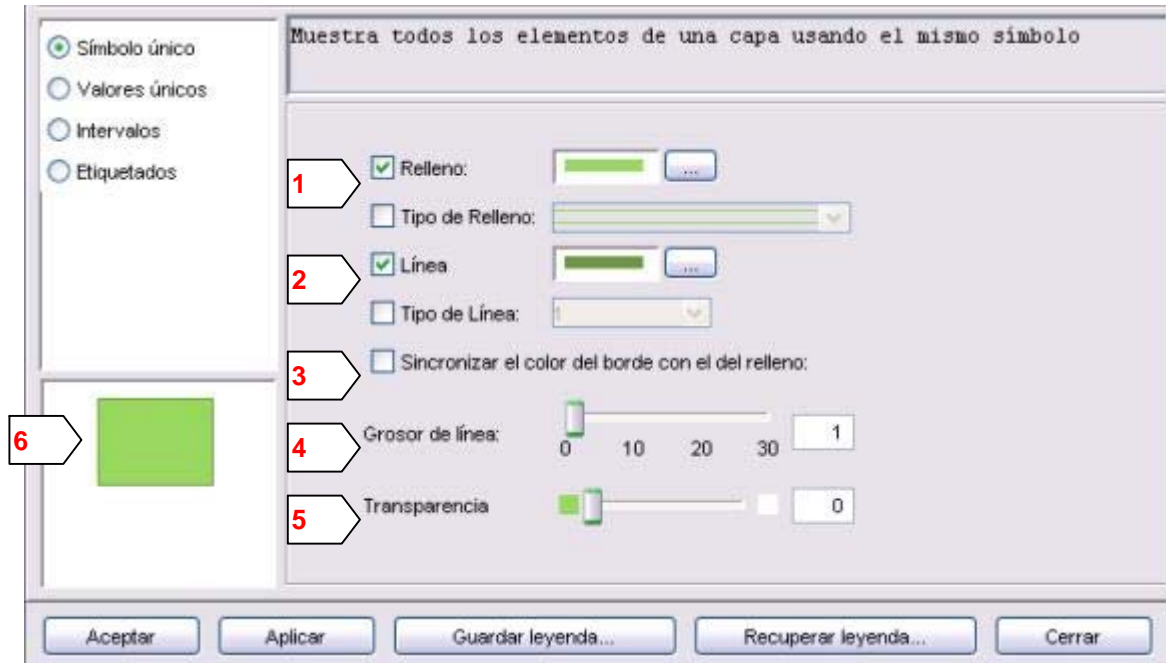 Símbolo único
Valores únicos
Intervalos
Etiquetados
Muestra todos los elementos de una capa usando el mismo símbolo
1
Relleno:
...
Tipo de Relleno:
2
Línea
...
Tipo de Línea:
1
3
Sincronizar el color del borde con el del relleno:
4
Grosor de línea:
0 10 20 30
1
5
Transparencia
0
6
Aceptar
Aplicar
Guardar leyenda...
Recuperar leyenda...
Cerrar